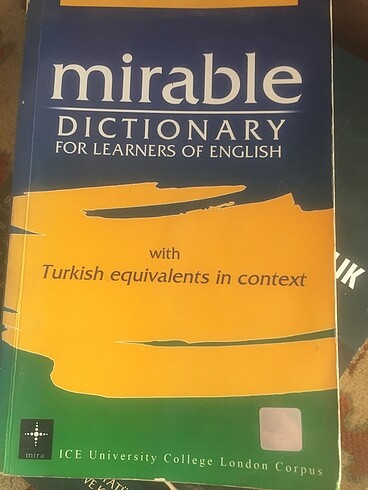 mirable
DICTIONARY
FOR LEARNERS OF ENGLISH
with
Turkish equivalents in context
mira
ICE University College London Corpus